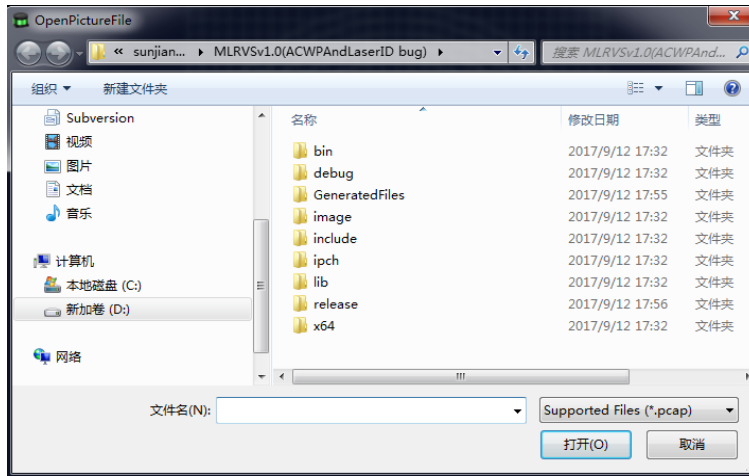 OpenPictureFile
« sunjian... ▸ MLRVSv1.0(ACWPAndLaserID bug) ▸
搜索 MLRVSv1.0(ACWPAnd...
组织 新建文件夹
Subversion
视频
图片
文档
音乐
计算机
本地磁盘 (C:)
新加卷 (D:)
网络
名称 修改日期 类型
bin 2017/9/12 17:32 文件夹
debug 2017/9/12 17:32 文件夹
GeneratedFiles 2017/9/12 17:55 文件夹
image 2017/9/12 17:32 文件夹
include 2017/9/12 17:32 文件夹
ipch 2017/9/12 17:32 文件夹
lib 2017/9/12 17:32 文件夹
release 2017/9/12 17:56 文件夹
x64 2017/9/12 17:32 文件夹
文件名(N):
Supported Files (*.pcap)
打开(O) 取消